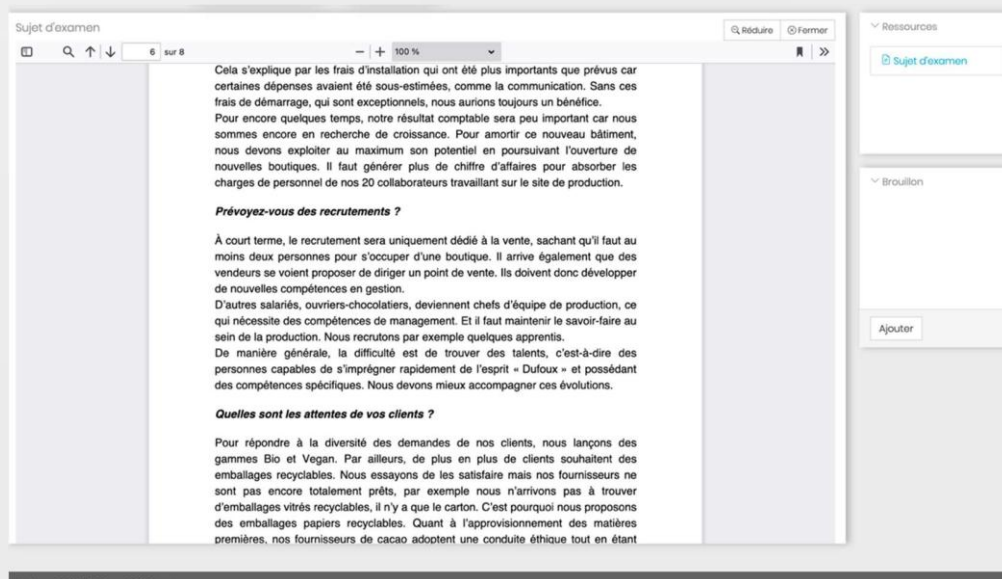 Sujet d'examen
Réduire
Fermer
6 sur 8
100 %
Cela s'explique par les frais d'installation qui ont été plus importants que prévus car
certaines dépenses avaient été sous-estimées, comme la communication. Sans ces
frais de démarrage, qui sont exceptionnels, nous aurions toujours un bénéfice.
Pour encore quelques temps, notre résultat comptable sera peu important car nous
sommes encore en recherche de croissance. Pour amortir ce nouveau bâtiment,
nous devons exploiter au maximum son potentiel en poursuivant l'ouverture de
nouvelles boutiques. Il faut générer plus de chiffre d'affaires pour absorber les
charges de personnel de nos 20 collaborateurs travaillant sur le site de production.
Prévoyez-vous des recrutements ?
À court terme, le recrutement sera uniquement dédié à la vente, sachant qu'il faut au
moins deux personnes pour s'occuper d'une boutique. Il arrive également que des
vendeurs se voient proposer de diriger un point de vente. Ils doivent donc développer
de nouvelles compétences en gestion.
D'autres salariés, ouvriers-chocolatiers, deviennent chefs d'équipe de production, ce
qui nécessite des compétences de management. Et il faut maintenir le savoir-faire au
sein de la production. Nous recrutons par exemple quelques apprentis.
De manière générale, la difficulté est de trouver des talents, c'est-à-dire des
personnes capables de s'imprégner rapidement de l'esprit « Dufoux » et possédant
des compétences spécifiques. Nous devons mieux accompagner ces évolutions.
Quelles sont les attentes de vos clients ?
Pour répondre à la diversité des demandes de nos clients, nous lançons des
gammes Bio et Vegan. Par ailleurs, de plus en plus de clients souhaitent des
emballages recyclables. Nous essayons de les satisfaire mais nos fournisseurs ne
sont pas encore totalement prêts, par exemple nous n'arrivons pas à trouver
d'emballages vitrés recyclables, il n'y a que le carton. C'est pourquoi nous proposons
des emballages papiers recyclables. Quant à l'approvisionnement des matières
premières, nos fournisseurs de cacao adoptent une conduite éthique tout en étant
Ressources
Sujet d'examen
Brouillon
Ajouter